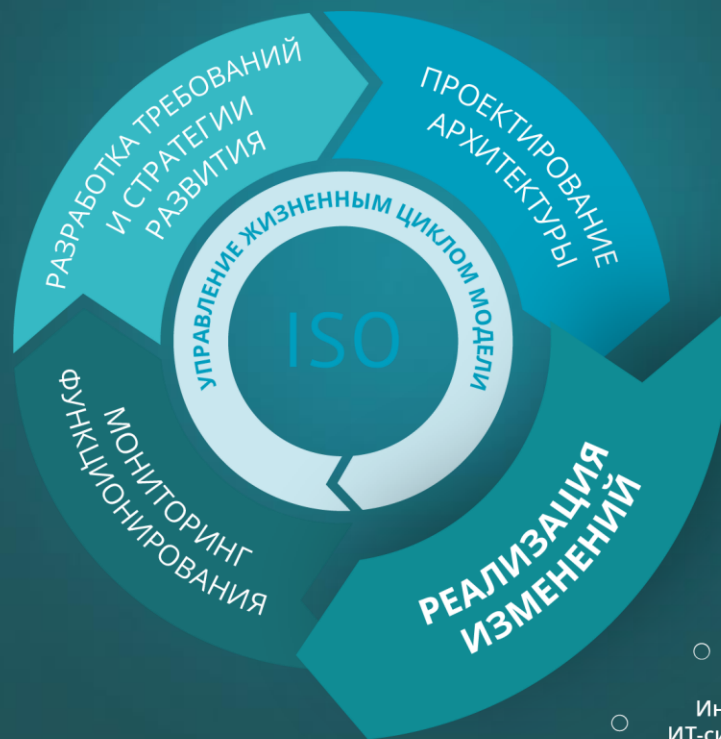 РАЗРАБОТКА ТРЕБОВАНИЙ
И СТРАТЕГИИ
РАЗВИТИЯ
ПРОЕКТИРОВАНИЕ
АРХИТЕКТУРЫ
УПРАВЛЕНИЕ ЖИЗНЕННЫМ ЦИКЛОМ МОДЕЛИ
ISO
МОНИТОРИНГ
ФУНКЦИОНИРОВАНИЯ
РЕАЛИЗАЦИЯ
ИЗМЕНЕНИЙ